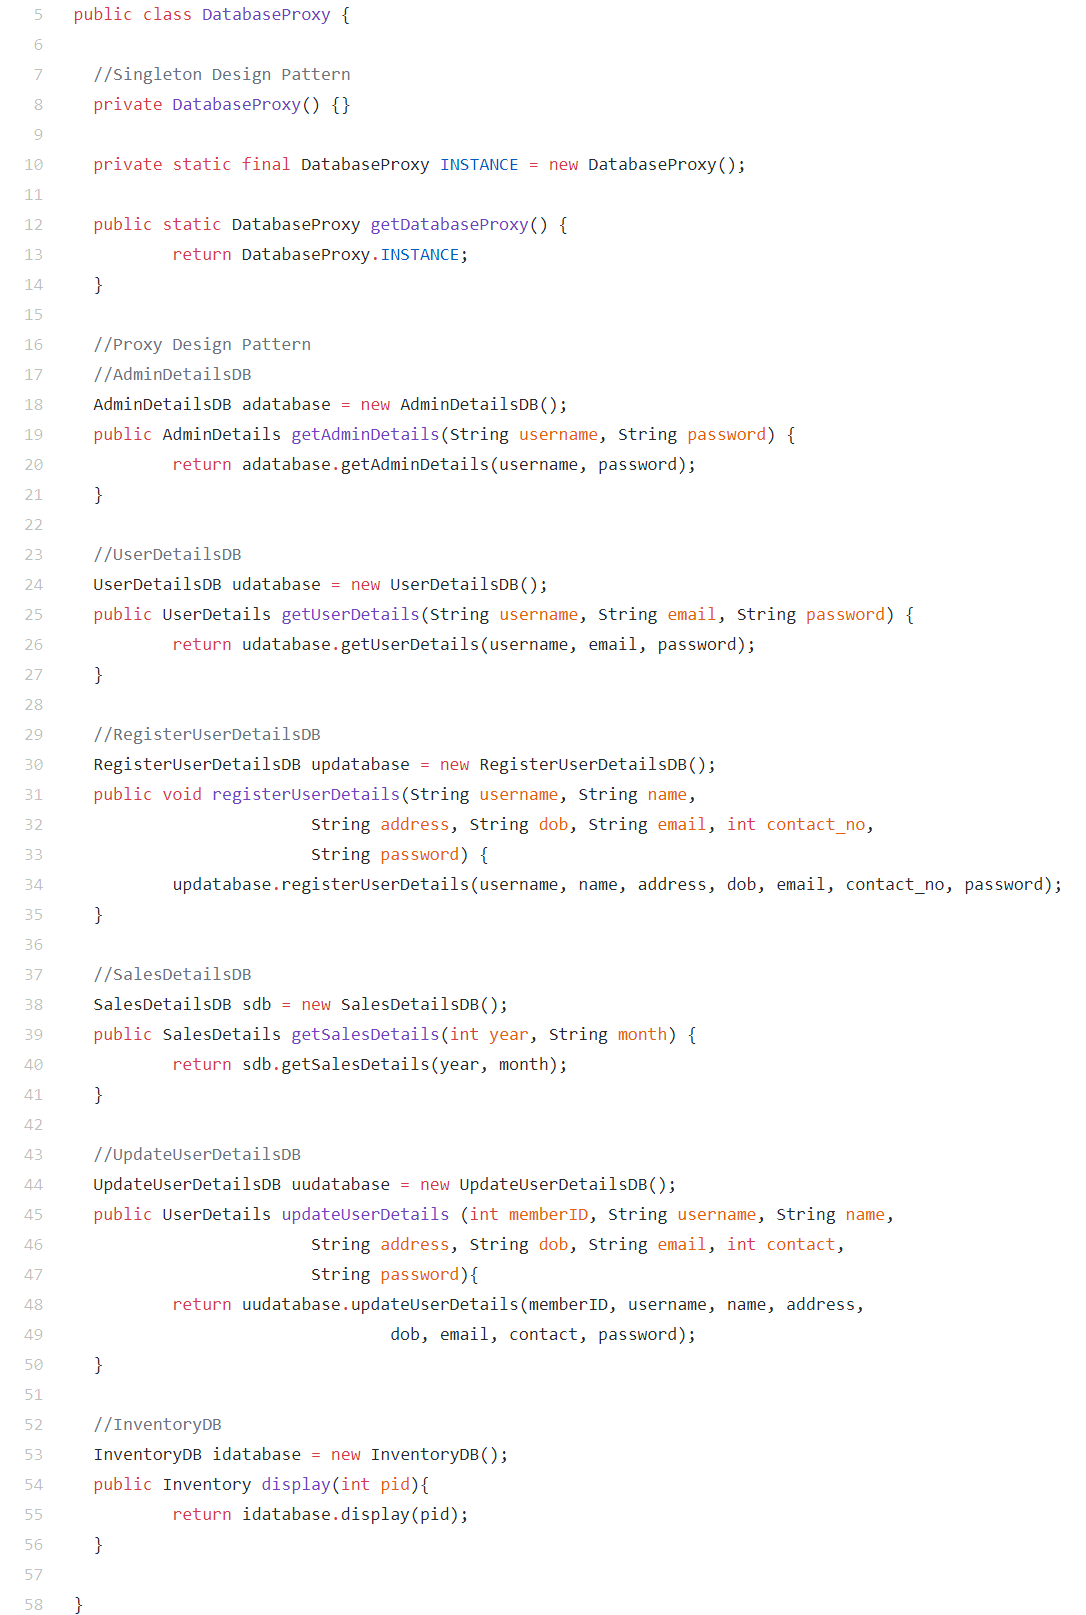 5 public class DatabaseProxy {
6
7 //Singleton Design Pattern
8 private DatabaseProxy() {}
9
10 private static final DatabaseProxy INSTANCE = new DatabaseProxy();
11
12 public static DatabaseProxy getDatabaseProxy() {
13 return DatabaseProxy.INSTANCE;
14 }
15
16 //Proxy Design Pattern
17 //AdminDetailsDB
18 AdminDetailsDB adatabase = new AdminDetailsDB();
19 public AdminDetails getAdminDetails(String username, String password) {
20 return adatabase.getAdminDetails(username, password);
21 }
22
23 //UserDetailsDB
24 UserDetailsDB udatabase = new UserDetailsDB();
25 public UserDetails getUserDetails(String username, String email, String password) {
26 return udatabase.getUserDetails(username, email, password);
27 }
28
29 //RegisterUserDetailsDB
30 RegisterUserDetailsDB updatabase = new RegisterUserDetailsDB();
31 public void registerUserDetails(String username, String name,
32 String address, String dob, String email, int contact_no,
33 String password) {
34 updatabase.registerUserDetails(username, name, address, dob, email, contact_no, password);
35 }
36
37 //SalesDetailsDB
38 SalesDetailsDB sdb = new SalesDetailsDB();
39 public SalesDetails getSalesDetails(int year, String month) {
40 return sdb.getSalesDetails(year, month);
41 }
42
43 //UpdateUserDetailsDB
44 UpdateUserDetailsDB uudatabase = new UpdateUserDetailsDB();
45 public UserDetails updateUserDetails (int memberID, String username, String name,
46 String address, String dob, String email, int contact,
47 String password){
48 return uudatabase.updateUserDetails(memberID, username, name, address,
49 dob, email, contact, password);
50 }
51
52 //InventoryDB
53 InventoryDB idatabase = new InventoryDB();
54 public Inventory display(int pid){
55 return idatabase.display(pid);
56 }
57
58 }